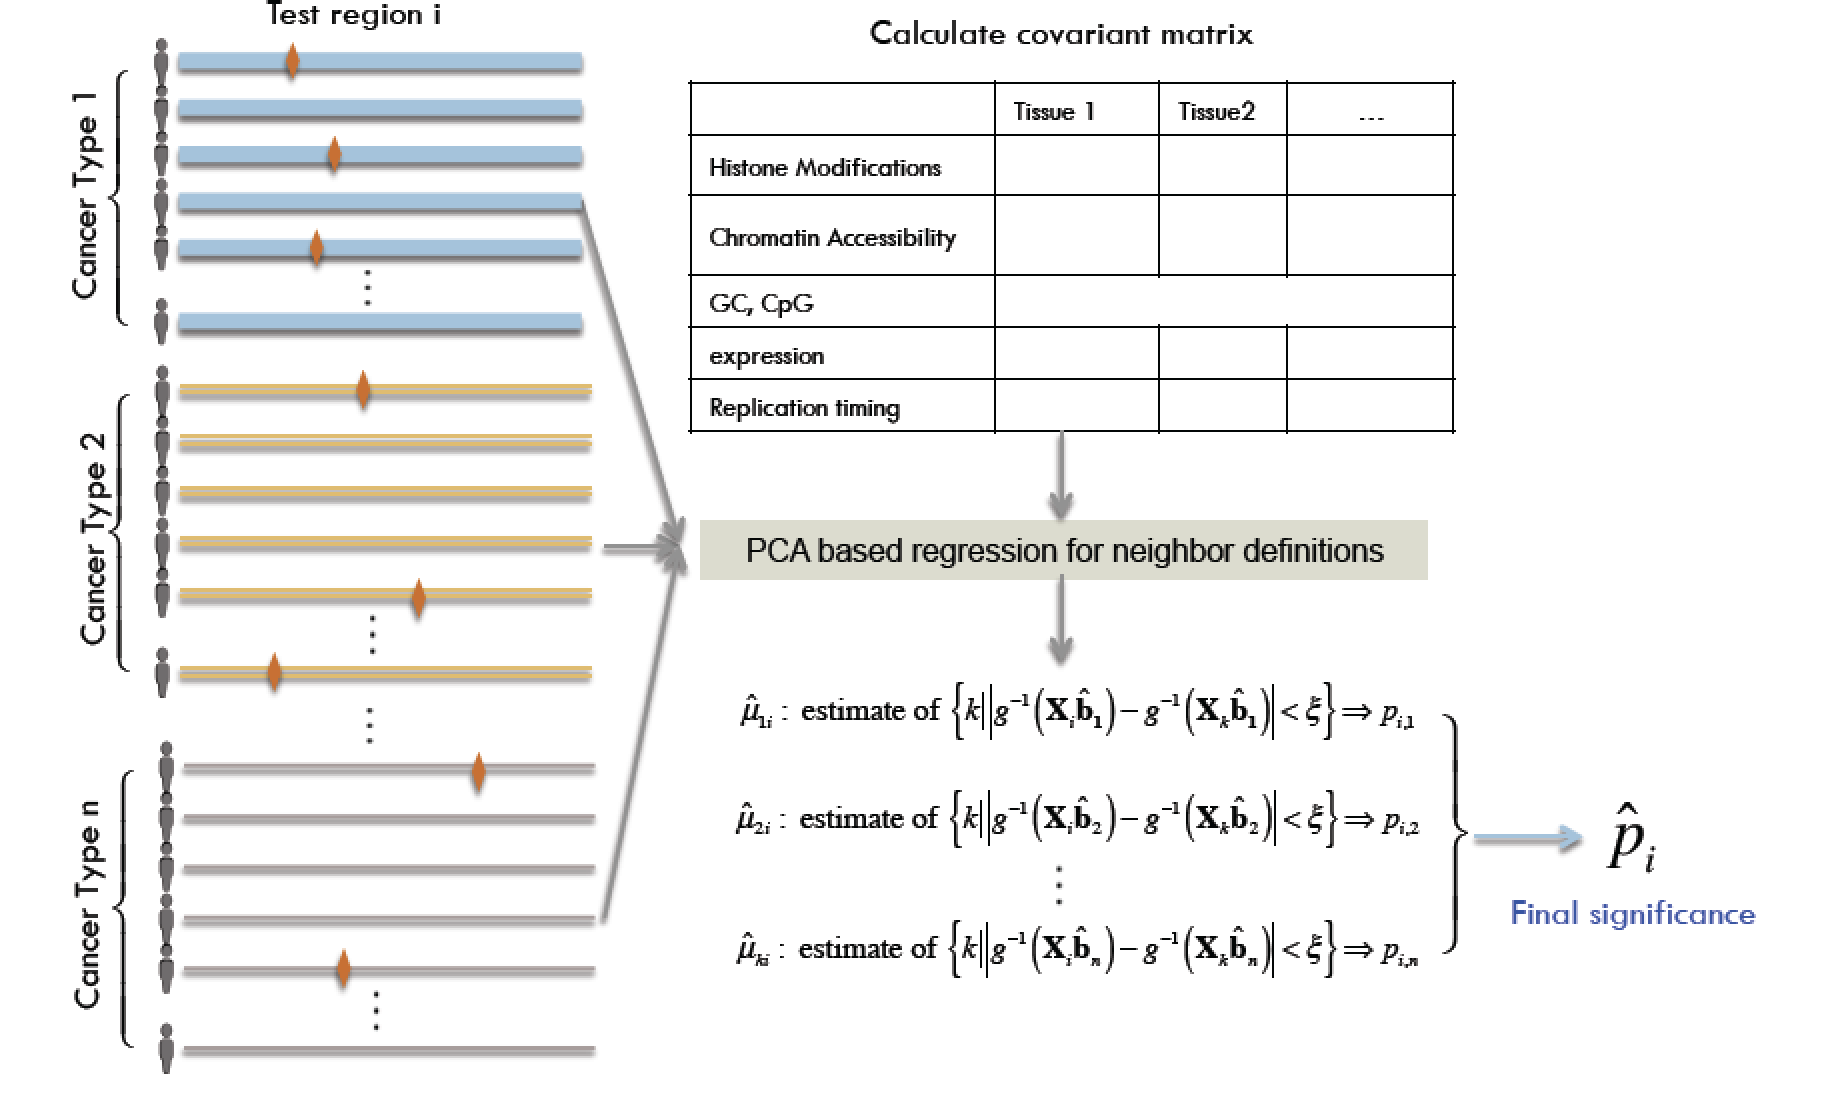 Test region i
Cancer Type 1
Cancer Type 2
Cancer Type n
Calculate covariant matrix
Tissue 1 Tissue2 ...
Histone Modifications
Chromatin Accessibility
GC, CpG
expression
Replication timing
PCA based regression for neighbor definitions
μ̂₁ᵢ : estimate of {k||g⁻¹(Xᵢb̂₁)−g⁻¹(Xₖb̂₁)|<ξ}⇒pᵢ,₁
μ̂₂ᵢ : estimate of {k||g⁻¹(Xᵢb̂₂)−g⁻¹(Xₖb̂₂)|<ξ}⇒pᵢ,₂
⋮
μ̂ₖᵢ : estimate of {k||g⁻¹(Xᵢb̂ₙ)−g⁻¹(Xₖb̂ₙ)|<ξ}⇒pᵢ,ₙ
p̂ᵢ
Final significance